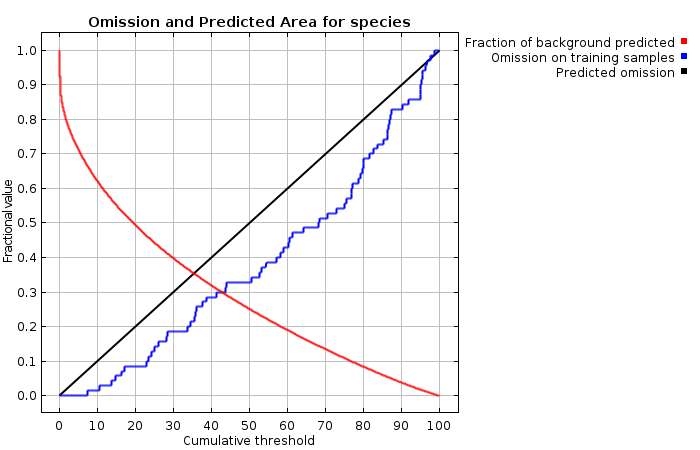 Omission and Predicted Area for species
Fraction of background predicted
Omission on training samples
Predicted omission
1.0
0.9
0.8
0.7
0.6
0.5
0.4
0.3
0.2
0.1
0.0
Fractional value
0 10 20 30 40 50 60 70 80 90 100
Cumulative threshold